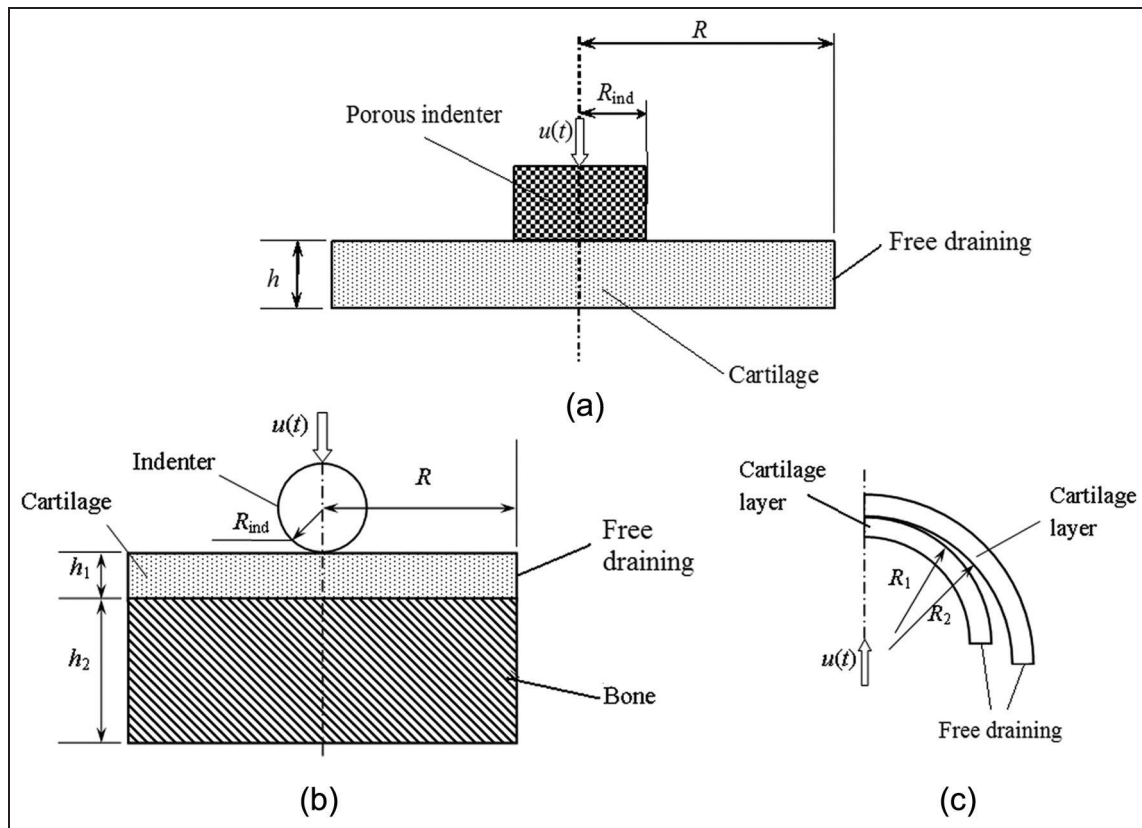 R
R_ind
Porous indenter
u(t)
Free draining
h
Cartilage
(a)
u(t)
Indenter
R
Cartilage
R_ind
Free
draining
h_1
h_2
Bone
(b)
Cartilage
layer
Cartilage
layer
R_1
R_2
u(t)
Free draining
(c)